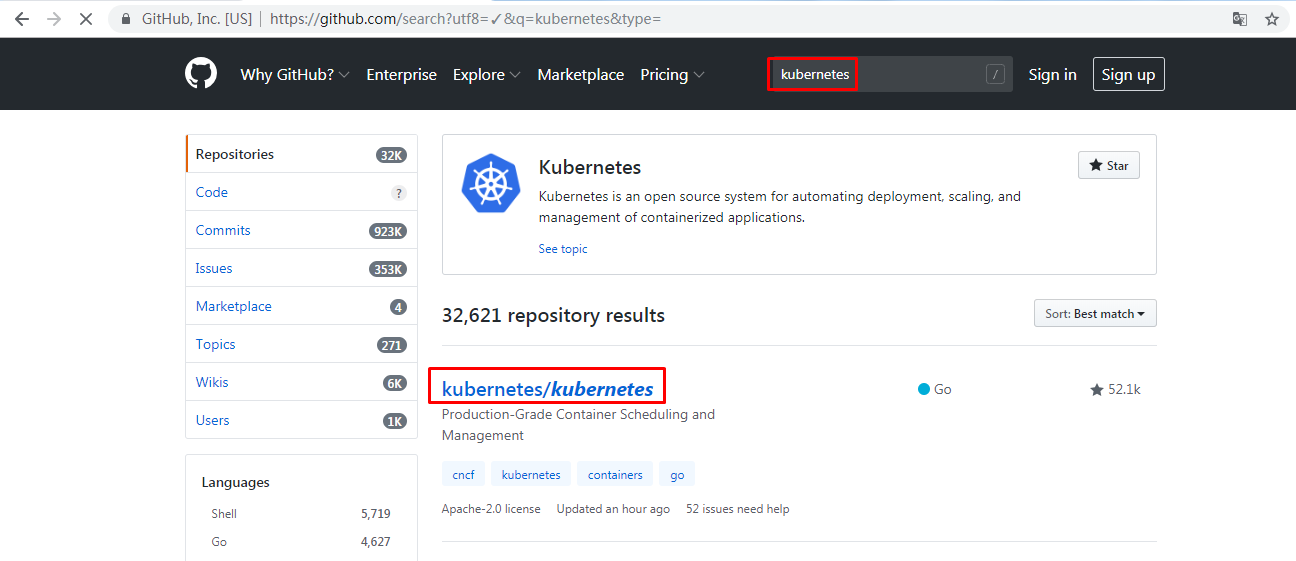 GitHub, Inc. [US] | https://github.com/search?utf8=✓&q=kubernetes&type=
Why GitHub? Enterprise Explore Marketplace Pricing kubernetes / Sign in Sign up
Repositories 32K
Code ?
Commits 923K
Issues 353K
Marketplace 4
Topics 271
Wikis 6K
Users 1K
Languages
Shell 5,719
Go 4,627
Kubernetes
Star
Kubernetes is an open source system for automating deployment, scaling, and
management of containerized applications.
See topic
32,621 repository results
Sort: Best match
kubernetes/kubernetes
Go
52.1k
Production-Grade Container Scheduling and
Management
cncf kubernetes containers go
Apache-2.0 license Updated an hour ago 52 issues need help